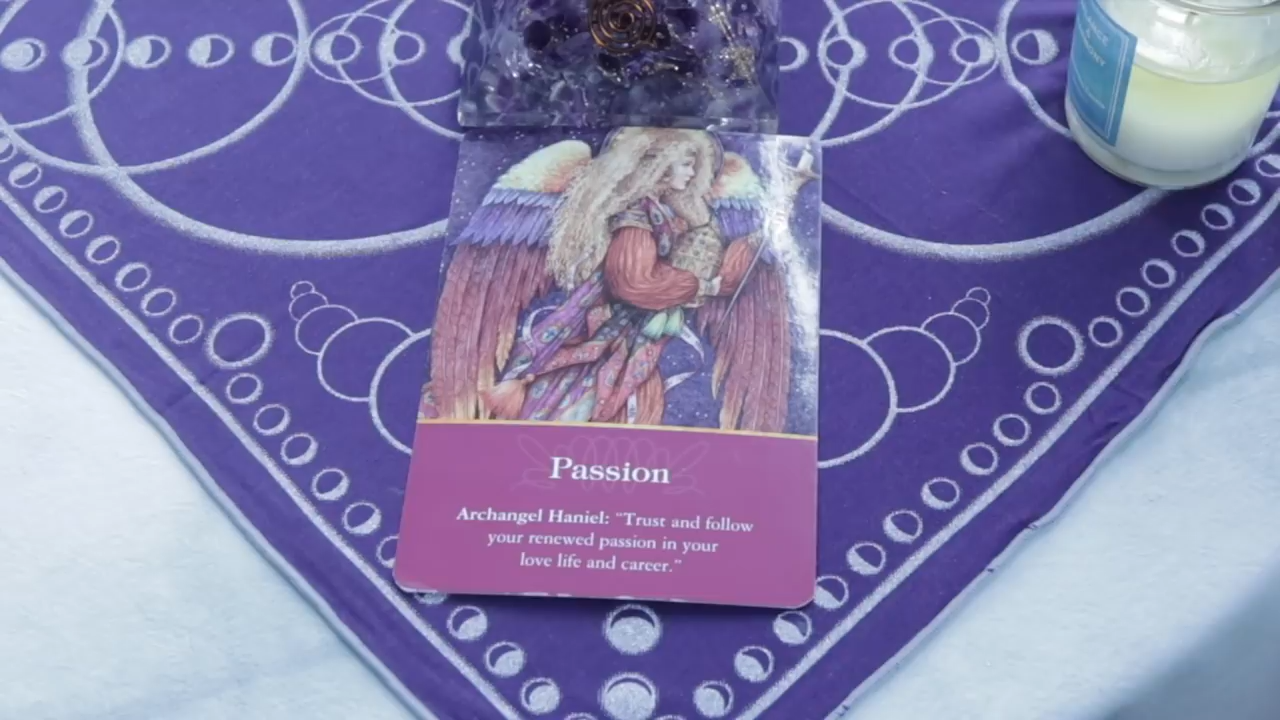 Passion
Archangel Haniel: "Trust and follow
your renewed passion in your
love life and career."